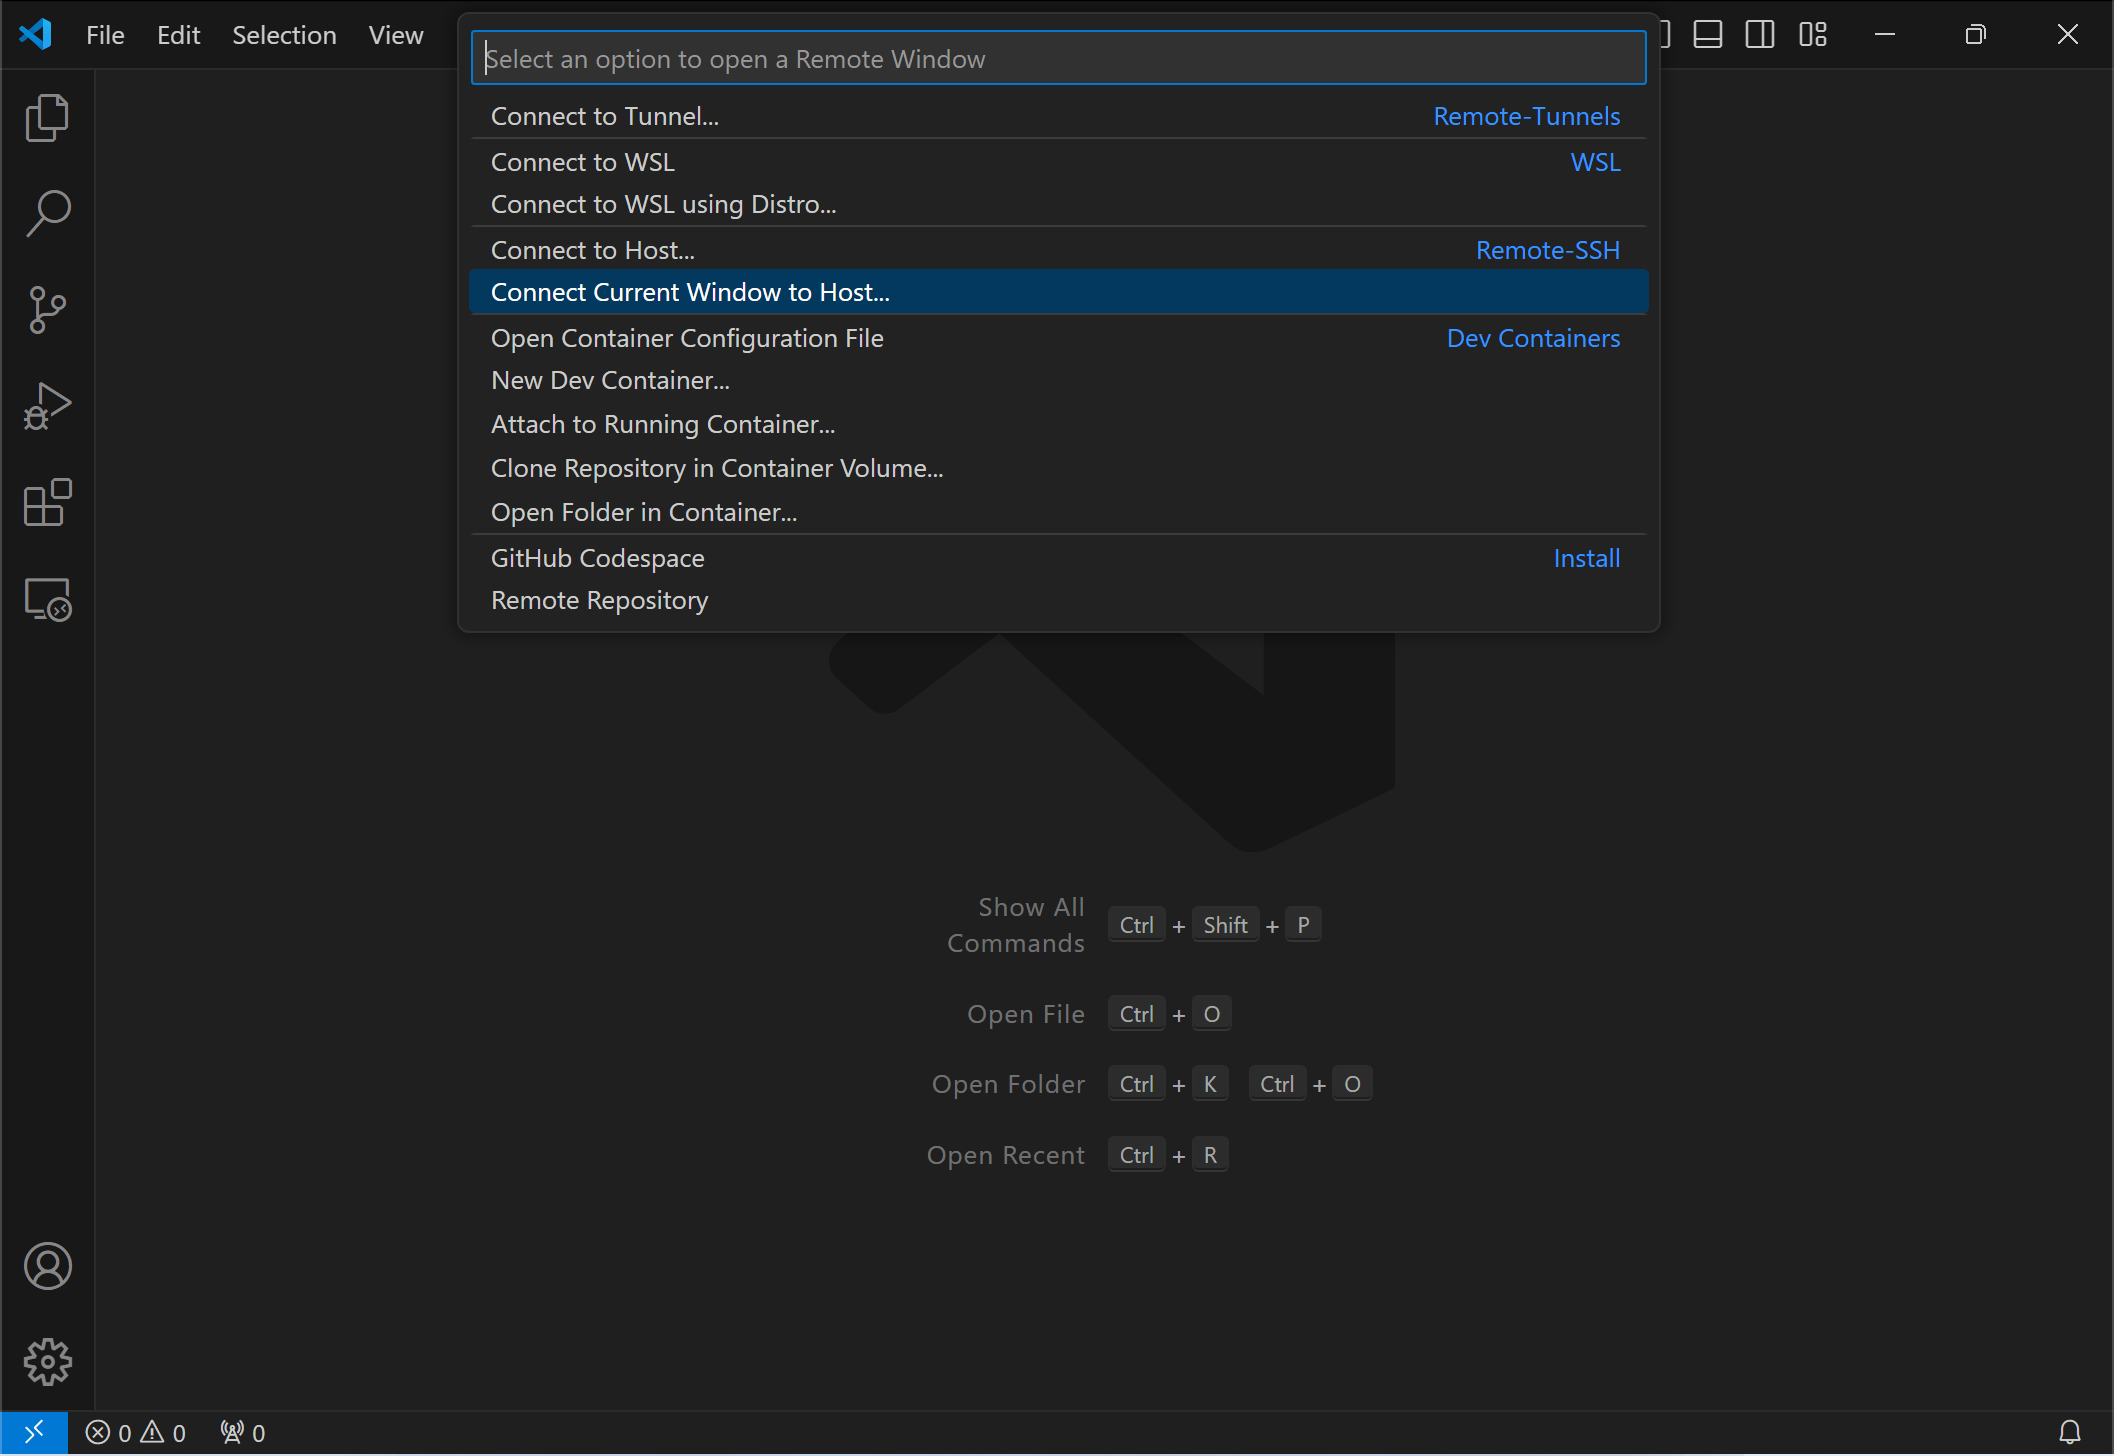 File Edit Selection View
Select an option to open a Remote Window
Connect to Tunnel... Remote-Tunnels
Connect to WSL WSL
Connect to WSL using Distro...
Connect to Host... Remote-SSH
Connect Current Window to Host...
Open Container Configuration File Dev Containers
New Dev Container...
Attach to Running Container...
Clone Repository in Container Volume...
Open Folder in Container...
GitHub Codespace Install
Remote Repository
Show All
Commands Ctrl + Shift + P
Open File Ctrl + O
Open Folder Ctrl + K Ctrl + O
Open Recent Ctrl + R
0 0 0